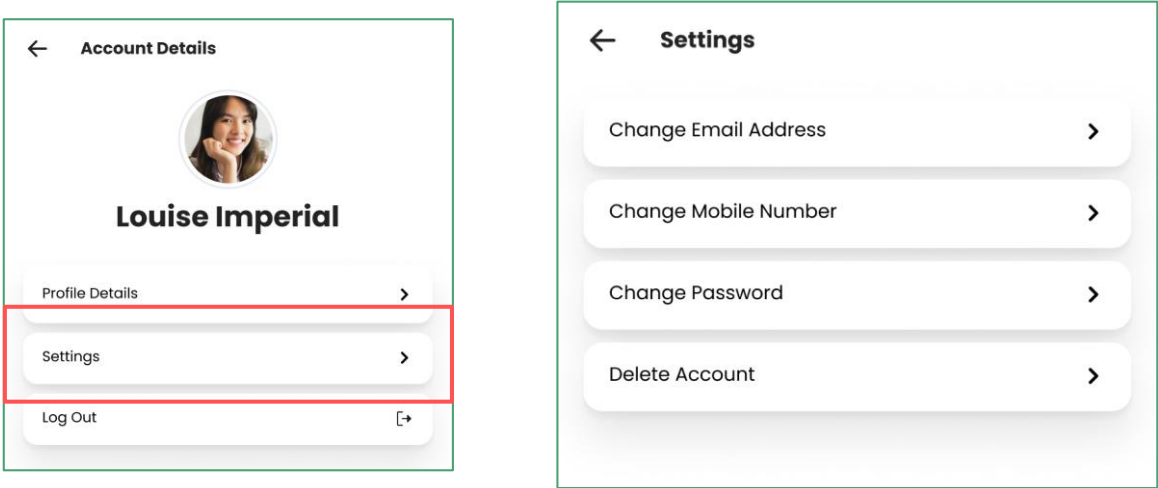 Account Details
Louise Imperial
Profile Details
Settings
Log Out
Settings
Change Email Address
Change Mobile Number
Change Password
Delete Account